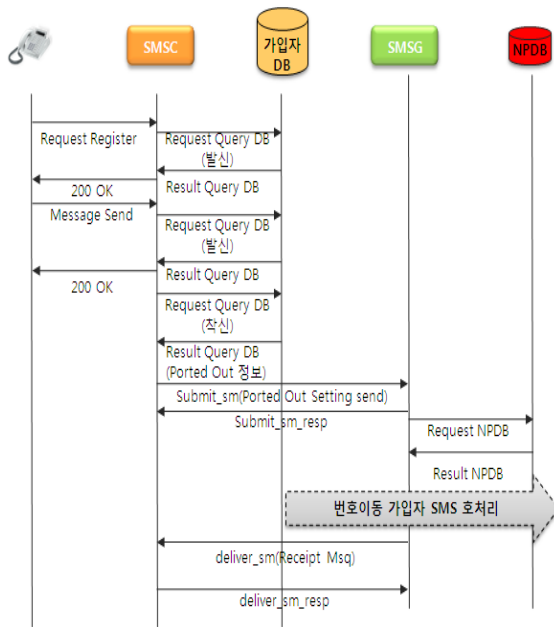 SMSC
가입자
DB
SMSG
NPDB
Request Register
Request Query DB
(발신)
Result Query DB
200 OK
Message Send
Request Query DB
(발신)
Result Query DB
200 OK
Request Query DB
(착신)
Result Query DB
(Ported Out 정보)
Submit_sm(Ported Out Setting send)
Submit_sm_resp
Request NPDB
Result NPDB
번호이동 가입자 SMS 호처리
deliver_sm(Receipt Msq)
deliver_sm_resp